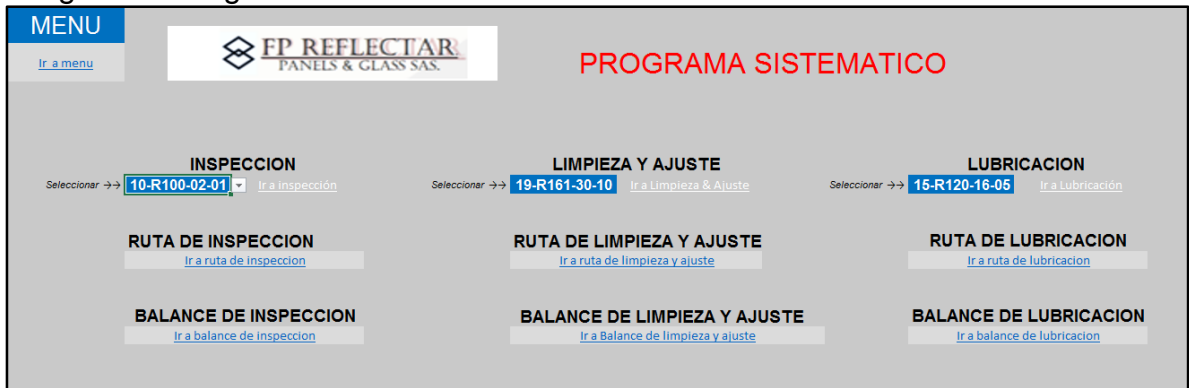 MENU
Ir a menu
FP REFLECTAR
PANELS & GLASS SAS.
PROGRAMA SISTEMATICO
INSPECCION
LIMPIEZA Y AJUSTE
LUBRICACION
Seleccionar →→ 10-R100-02-01 Ir a inspección
Seleccionar →→ 19-R161-30-10 Ir a Limpieza & Ajuste
Seleccionar →→ 15-R120-16-05 Ir a Lubricación
RUTA DE INSPECCION
RUTA DE LIMPIEZA Y AJUSTE
RUTA DE LUBRICACION
Ir a ruta de inspeccion
Ir a ruta de limpieza y ajuste
Ir a ruta de lubricacion
BALANCE DE INSPECCION
BALANCE DE LIMPIEZA Y AJUSTE
BALANCE DE LUBRICACION
Ir a balance de inspeccion
Ir a Balance de limpieza y ajuste
Ir a balance de lubricacion